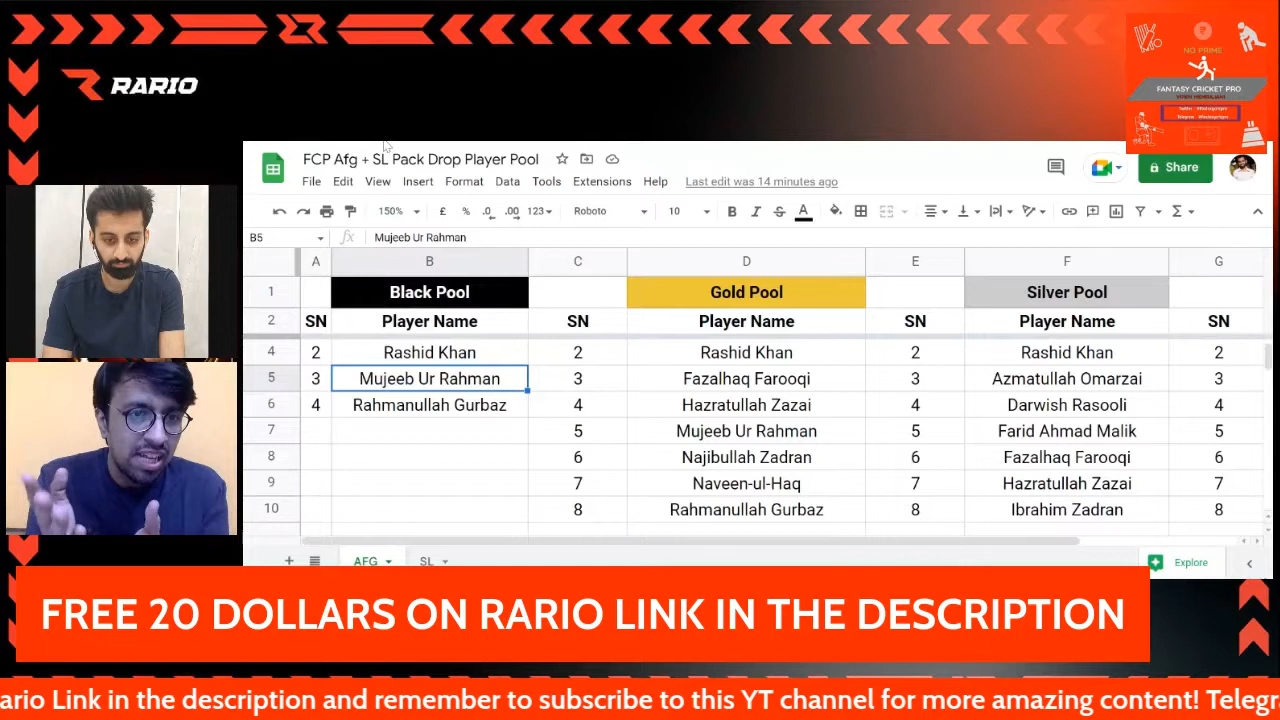 RARIO
NO PRIME
FANTASY CRICKET PRO
FCP Afg + SL Pack Drop Player Pool
File Edit View Insert Format Data Tools Extensions Help Last edit was 14 minutes ago
Share
150% £ % .0 .00 123 Roboto 10 B I S A
B5 fx Mujeeb Ur Rahman
A B C D E F G
1 Black Pool Gold Pool Silver Pool
2 SN Player Name SN Player Name SN Player Name SN
4 2 Rashid Khan 2 Rashid Khan 2 Rashid Khan 2
5 3 Mujeeb Ur Rahman 3 Fazalhaq Farooqi 3 Azmatullah Omarzai 3
6 4 Rahmanullah Gurbaz 4 Hazratullah Zazai 4 Darwish Rasooli 4
7 5 Mujeeb Ur Rahman 5 Farid Ahmad Malik 5
8 6 Najibullah Zadran 6 Fazalhaq Farooqi 6
9 7 Naveen-ul-Haq 7 Hazratullah Zazai 7
10 8 Rahmanullah Gurbaz 8 Ibrahim Zadran 8
AFG SL Explore
FREE 20 DOLLARS ON RARIO LINK IN THE DESCRIPTION
ario Link in the description and remember to subscribe to this YT channel for more amazing content! Telegr